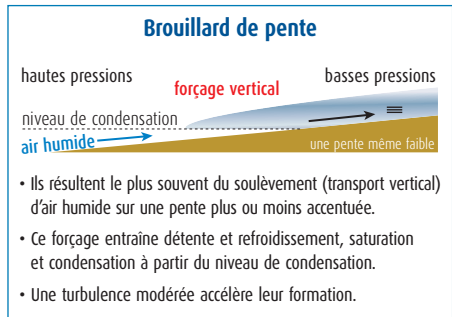 Brouillard de pente
hautes pressions
basses pressions
forçage vertical
niveau de condensation
air humide
une pente même faible
• Ils résultent le plus souvent du soulèvement (transport vertical)
d’air humide sur une pente plus ou moins accentuée.
• Ce forçage entraîne détente et refroidissement, saturation
et condensation à partir du niveau de condensation.
• Une turbulence modérée accélère leur formation.